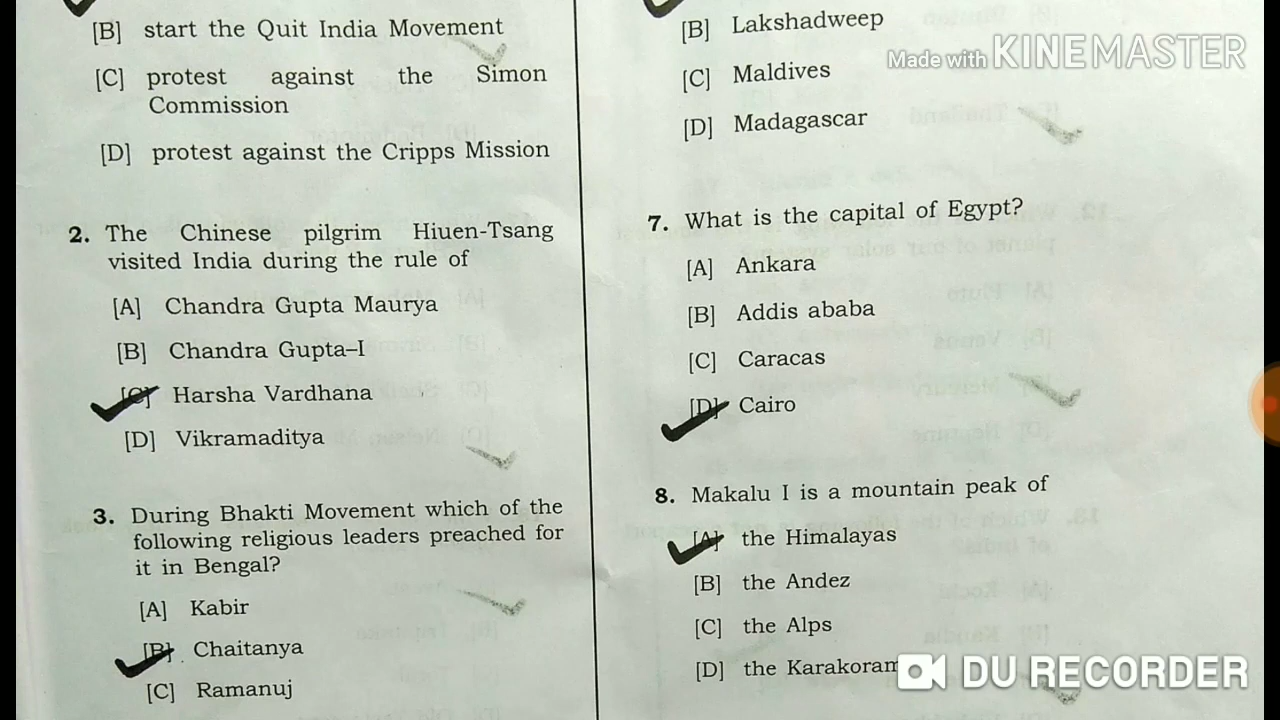 [B] start the Quit India Movement
[C] protest against the Simon
Commission
[D] protest against the Cripps Mission
2. The Chinese pilgrim Hiuen-Tsang
visited India during the rule of
[A] Chandra Gupta Maurya
[B] Chandra Gupta–I
[C] Harsha Vardhana
[D] Vikramaditya
3. During Bhakti Movement which of the
following religious leaders preached for
it in Bengal?
[A] Kabir
[B] Chaitanya
[C] Ramanuj
[B] Lakshadweep
[C] Maldives
[D] Madagascar
7. What is the capital of Egypt?
[A] Ankara
[B] Addis ababa
[C] Caracas
[D] Cairo
8. Makalu I is a mountain peak of
[A] the Himalayas
[B] the Andez
[C] the Alps
[D] the Karakoram
Made with KINEMASTER
DU RECORDER